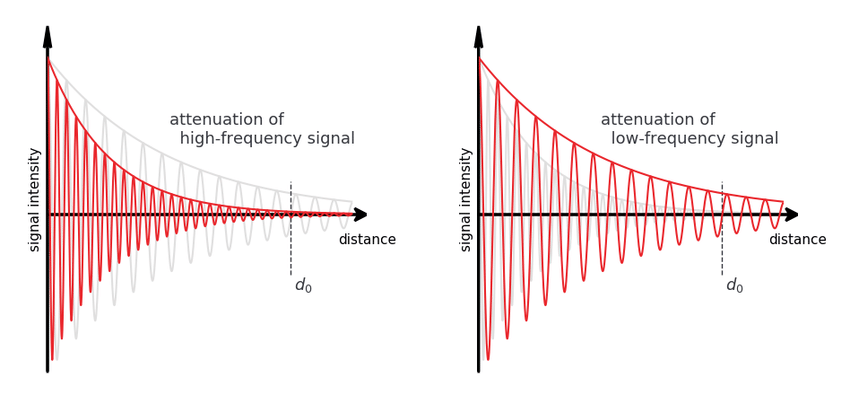 attenuation of
high-frequency signal
signal intensity
distance
d₀
attenuation of
low-frequency signal
signal intensity
distance
d₀